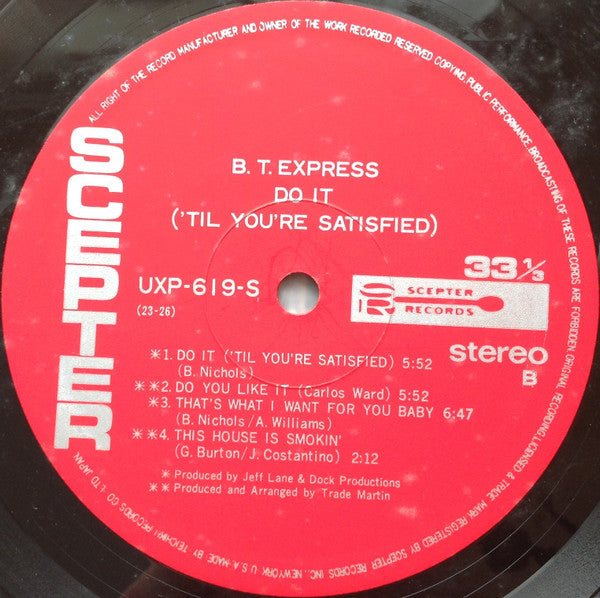 ALL RIGHT OF THE RECORD MANUFACTURER AND OWNER OF THE WORK RECORDED RESERVED COPYING, PUBLIC PERFORMANCE, BROADCASTING OF THESE RECORDS ARE FORBIDDEN ORIGINAL RECORDING LICENSED & TRADE MARK REGISTERED BY SCEPTER RECORDS INC. NEW YORK U S A · MADE BY TEICHIKU RECORDS CO LTD JAPAN.
SCEPTER
B. T. EXPRESS
DO IT
('TIL YOU'RE SATISFIED)
UXP-619-S
(23-26)
33 1/3
SR SCEPTER
RECORDS
stereo
B
*1. DO IT ('TIL YOU'RE SATISFIED) 5:52
(B. Nichols)
**2. DO YOU LIKE IT (Carlos Ward) 5:52
*3. THAT'S WHAT I WANT FOR YOU BABY 6:47
(B. Nichols/A. Williams)
**4. THIS HOUSE IS SMOKIN'
(G. Burton/J. Costantino) 2:12
* Produced by Jeff Lane & Dock Productions
** Produced and Arranged by Trade Martin